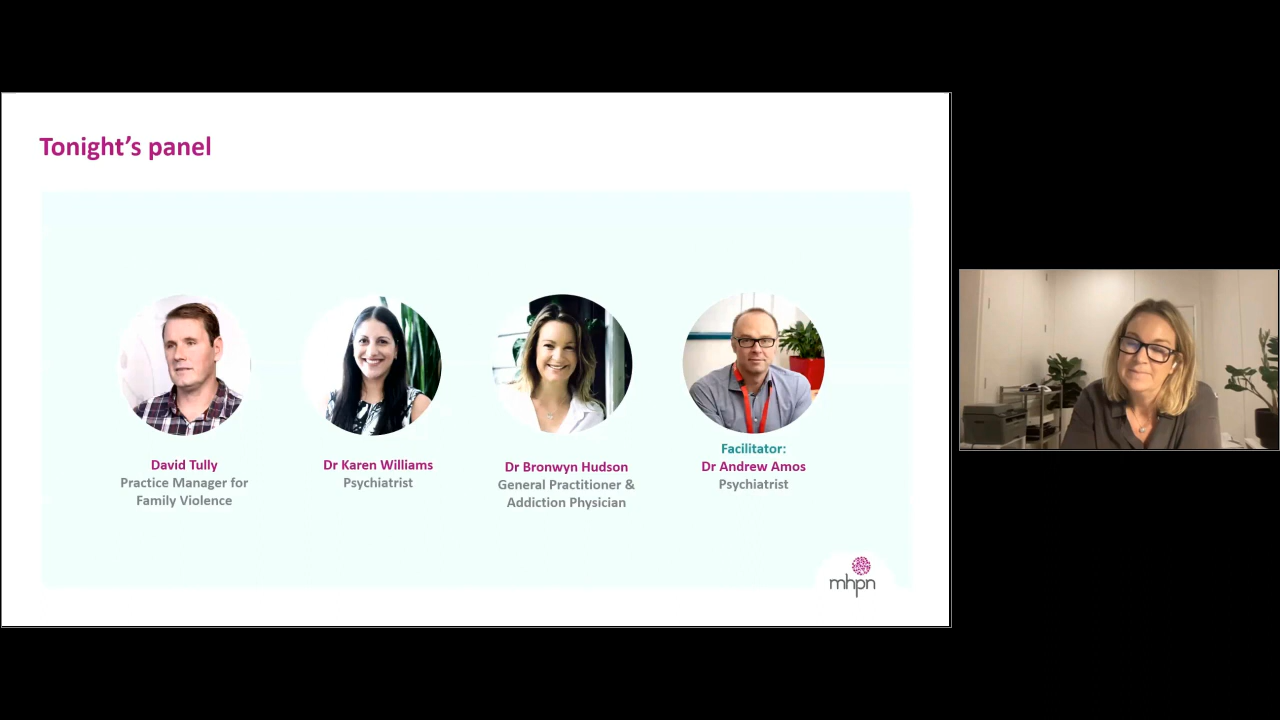 Tonight's panel
David Tully
Practice Manager for
Family Violence
Dr Karen Williams
Psychiatrist
Dr Bronwyn Hudson
General Practitioner &
Addiction Physician
Facilitator:
Dr Andrew Amos
Psychiatrist
mhpn